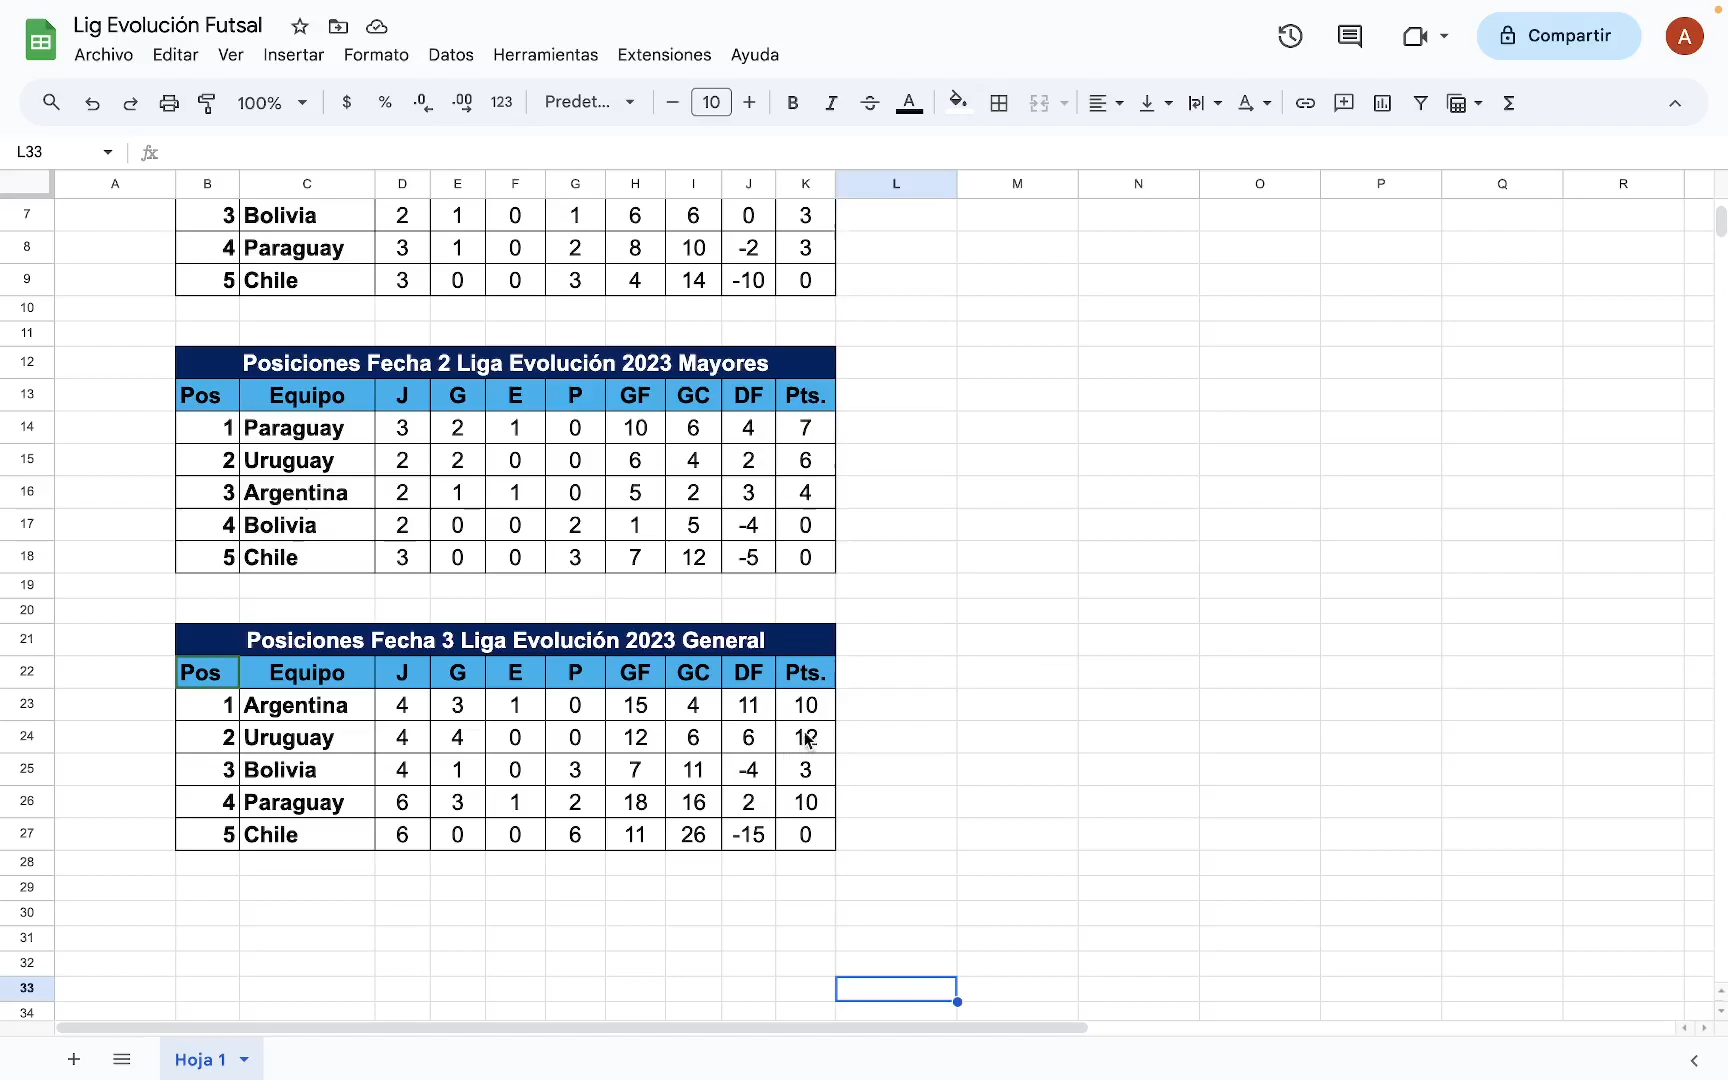 Lig Evolución Futsal
Archivo Editar Ver Insertar Formato Datos Herramientas Extensiones Ayuda
Compartir
A
100% $ % .0 .00 123 Predet... − 10 + B I A
L33 fx
A B C D E F G H I J K L M N O P Q R
7 3 Bolivia 2 1 0 1 6 6 0 3
8 4 Paraguay 3 1 0 2 8 10 -2 3
9 5 Chile 3 0 0 3 4 14 -10 0
10
11
12 Posiciones Fecha 2 Liga Evolución 2023 Mayores
13 Pos Equipo J G E P GF GC DF Pts.
14 1 Paraguay 3 2 1 0 10 6 4 7
15 2 Uruguay 2 2 0 0 6 4 2 6
16 3 Argentina 2 1 1 0 5 2 3 4
17 4 Bolivia 2 0 0 2 1 5 -4 0
18 5 Chile 3 0 0 3 7 12 -5 0
19
20
21 Posiciones Fecha 3 Liga Evolución 2023 General
22 Pos Equipo J G E P GF GC DF Pts.
23 1 Argentina 4 3 1 0 15 4 11 10
24 2 Uruguay 4 4 0 0 12 6 6 12
25 3 Bolivia 4 1 0 3 7 11 -4 3
26 4 Paraguay 6 3 1 2 18 16 2 10
27 5 Chile 6 0 0 6 11 26 -15 0
28
29
30
31
32
33
34
Hoja 1